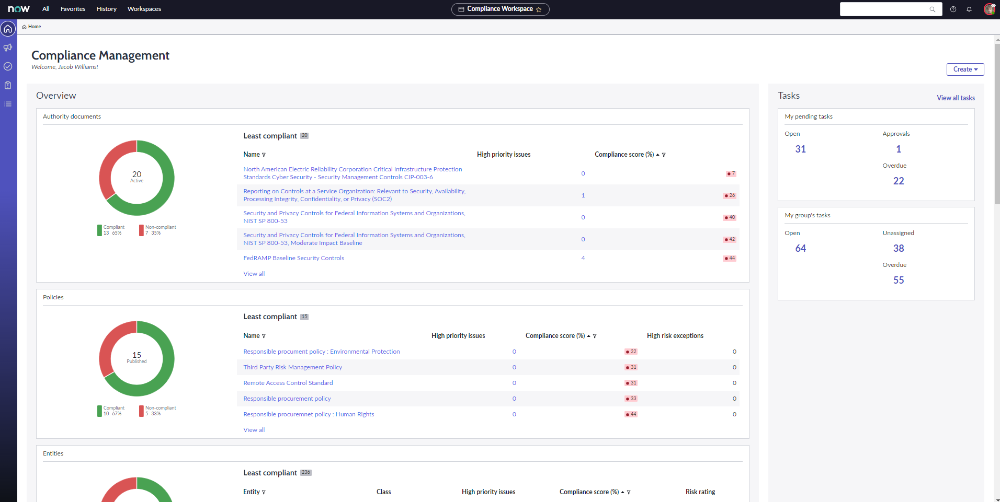 now All Favorites History Workspaces Compliance Workspace
Home
Compliance Management
Welcome, Jacob Williams!
Create
Overview
Authority documents
20
Active
Compliant
13 65%
Non-compliant
7 35%
Least compliant 20
Name High priority issues Compliance score (%)
North American Electric Reliability Corporation Critical Infrastructure Protection
Standards Cyber Security - Security Management Controls CIP-003-6
0 7
Reporting on Controls at a Service Organization: Relevant to Security, Availability,
Processing Integrity, Confidentiality, or Privacy (SOC2)
1 26
Security and Privacy Controls for Federal Information Systems and Organizations,
NIST SP 800-53
0 40
Security and Privacy Controls for Federal Information Systems and Organizations,
NIST SP 800-53, Moderate Impact Baseline
0 42
FedRAMP Baseline Security Controls 4 44
View all
Policies
15
Published
Compliant
10 67%
Non-compliant
5 33%
Least compliant 15
Name High priority issues Compliance score (%) High risk exceptions
Responsible procument policy : Environmental Protection 0 22 0
Third Party Risk Management Policy 0 31 0
Remote Access Control Standard 0 31 0
Responsible procurement policy 0 33 0
Responsible procuremnet policy : Human Rights 0 44 0
View all
Entities
Least compliant 236
Entity Class High priority issues Compliance score (%) Risk rating
Tasks
View all tasks
My pending tasks
Open Approvals
31 1
Overdue
22
My group's tasks
Open Unassigned
64 38
Overdue
55